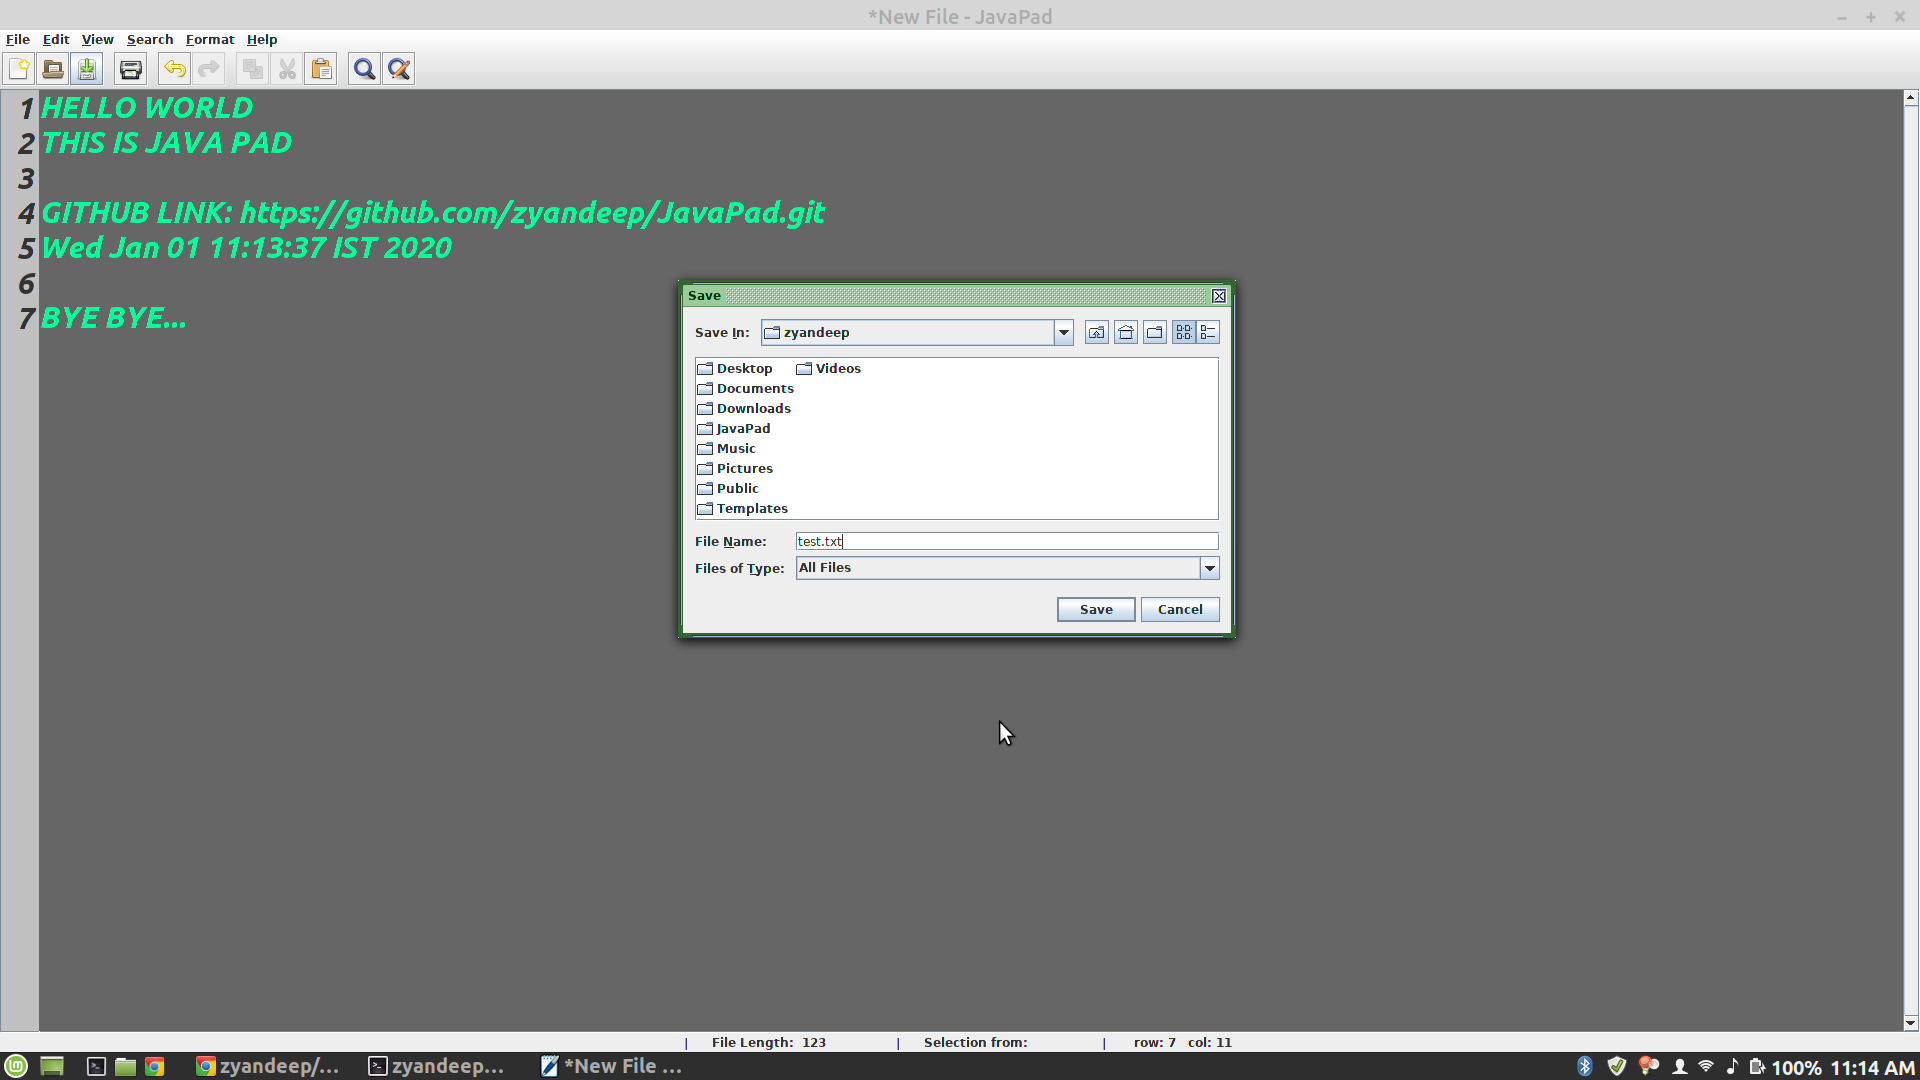 *New File - JavaPad
File Edit View Search Format Help
1 HELLO WORLD
2 THIS IS JAVA PAD
3
4 GITHUB LINK: https://github.com/zyandeep/JavaPad.git
5 Wed Jan 01 11:13:37 IST 2020
6
7 BYE BYE...
Save
Save In: zyandeep
Desktop Videos
Documents
Downloads
JavaPad
Music
Pictures
Public
Templates
File Name: test.txt
Files of Type: All Files
Save Cancel
| File Length: 123 | Selection from: | row: 7 col: 11
zyandeep/... zyandeep... *New File ... 100% 11:14 AM